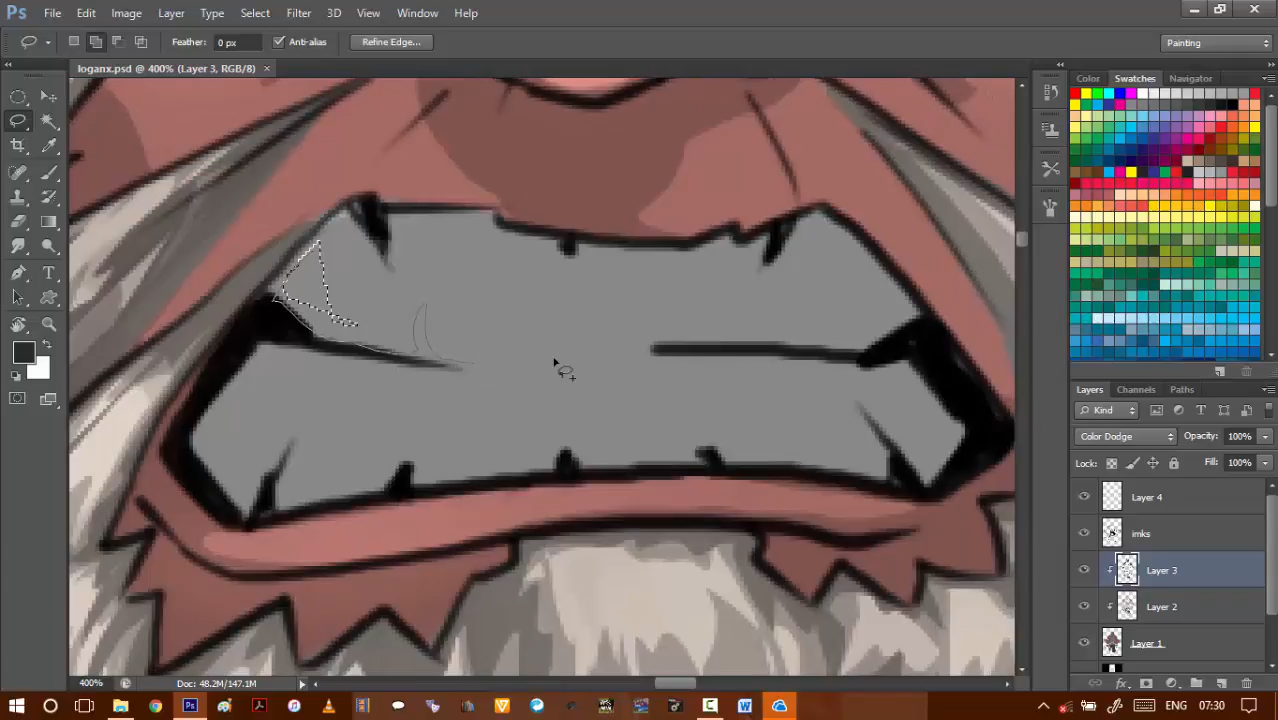 Ps File Edit Image Layer Type Select Filter 3D View Window Help
Feather: 0 px Anti-alias Refine Edge... Painting
loganx.psd @ 400% (Layer 3, RGB/8) ×
Color Swatches Navigator
Layers Channels Paths
Kind
Color Dodge Opacity: 100%
Lock: Fill: 100%
Layer 4
imks
Layer 3
Layer 2
Layer 1
400% Doc: 48.2M/147.1M
ENG 07:30